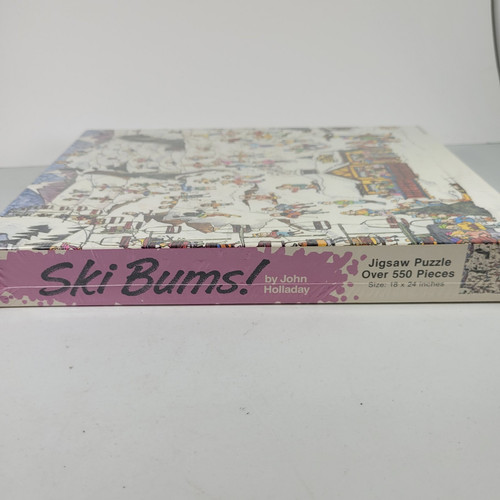 Ski Bums!
by John
Holladay
Jigsaw Puzzle
Over 550 Pieces
Size: 18 x 24 inches